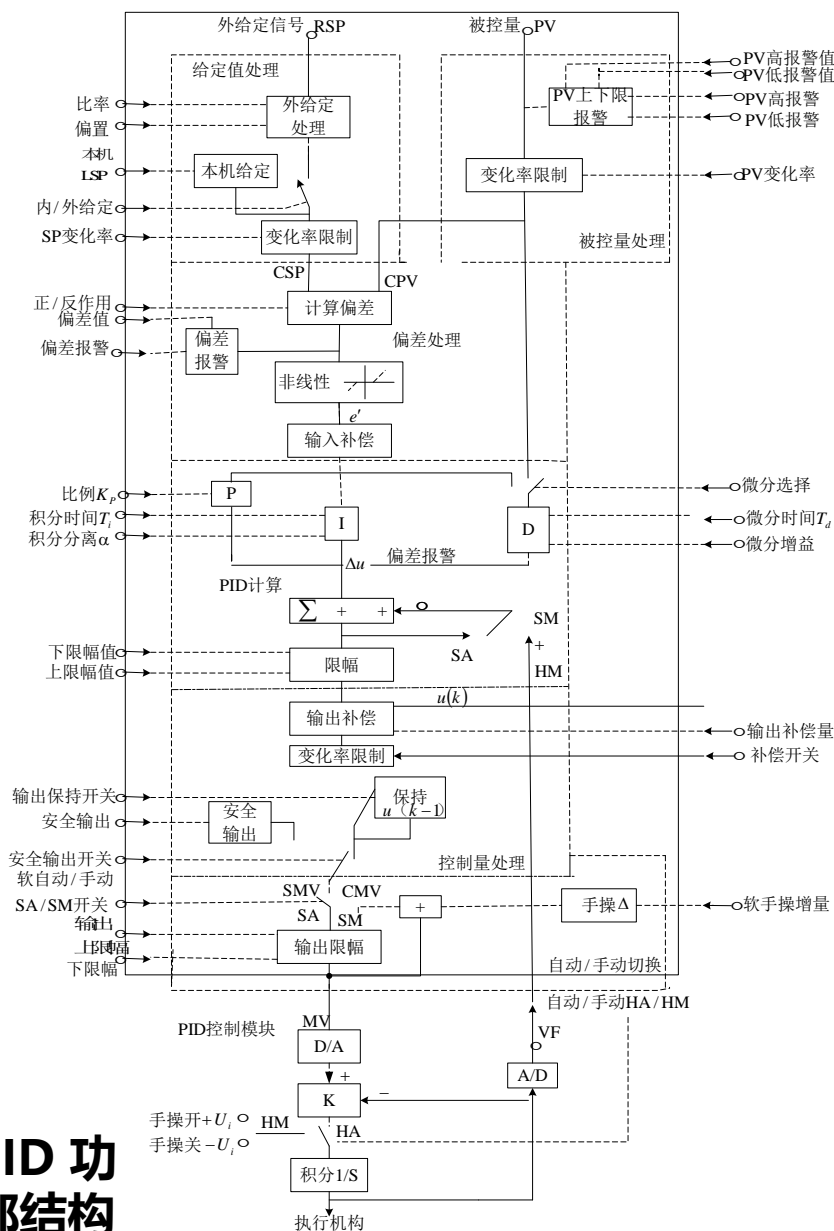 外给定信号 RSP
被控量 PV
给定值处理
PV高报警值
PV低报警值
比率
外给定
处理
PV上下限
报警
PV高报警
偏置
PV低报警
本机
LSP
本机给定
变化率限制
PV变化率
内/外给定
SP变化率
变化率限制
被控量处理
CSP
CPV
正/反作用
计算偏差
偏差值
偏差报警
偏差
报警
偏差处理
非线性
e′
输入补偿
比例K_P
P
微分选择
积分时间T_i
I
D
微分时间T_d
积分分离α
微分增益
Δu
偏差报警
PID计算
∑ + +
SM
SA
+
HM
下限幅值
限幅
上限幅值
u(k)
输出补偿
输出补偿量
变化率限制
补偿开关
输出保持开关
保持
u（k−1）
安全输出
安全
输出
安全输出开关
控制量处理
软自动/手动
SMV
CMV
SA/SM开关
SA
SM
+
手操Δ
软手操增量
输出
上限幅
输出限幅
下限幅
自动/手动切换
自动/手动HA/HM
MV
PID控制模块
VF
D/A
A/D
+
K
−
手操开+U_i
HM
HA
手操关−U_i
积分1/S
执行机构
ID 功
部结构